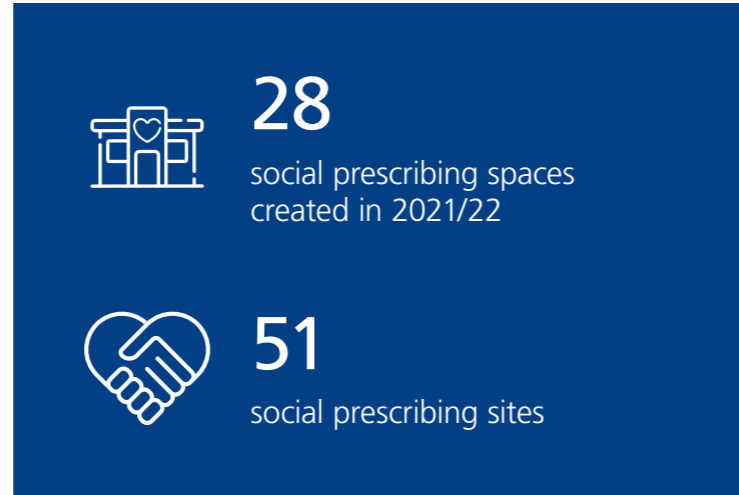 28
social prescribing spaces
created in 2021/22
51
social prescribing sites